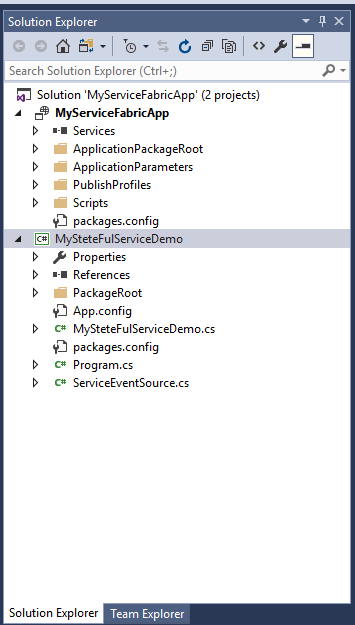 Solution Explorer
Search Solution Explorer (Ctrl+;)
Solution 'MyServiceFabricApp' (2 projects)
MyServiceFabricApp
Services
ApplicationPackageRoot
ApplicationParameters
PublishProfiles
Scripts
packages.config
C# MySteteFulServiceDemo
Properties
References
PackageRoot
App.config
C# MySteteFulServiceDemo.cs
packages.config
C# Program.cs
C# ServiceEventSource.cs
Solution Explorer Team Explorer